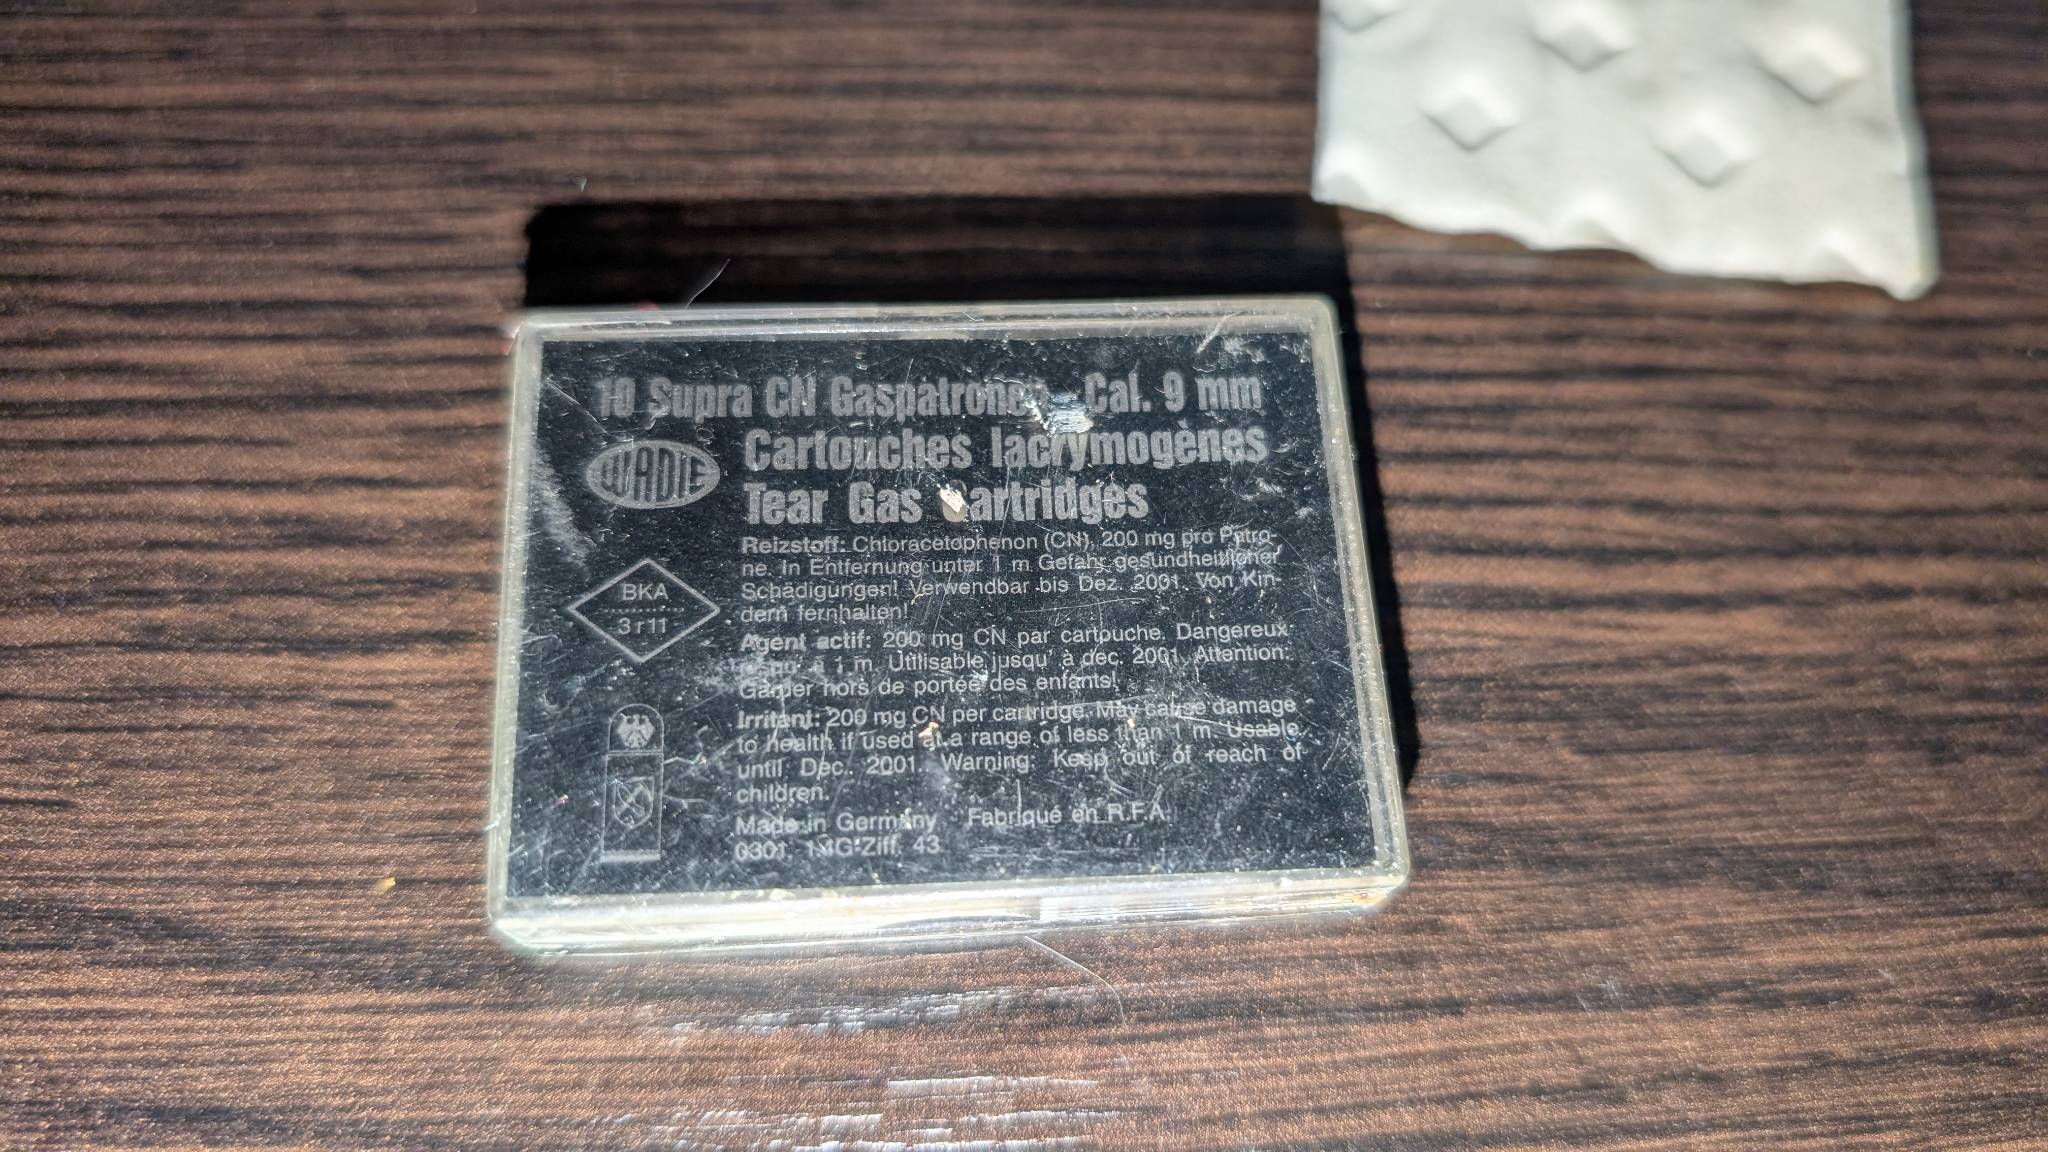 10 Supra CN Gaspatronen Cal. 9 mm
Cartouches lacrymogènes
WADIE
Tear Gas Cartridges
Reizstoff: Chloracetophenon (CN), 200 mg pro Patro-
ne. In Entfernung unter 1 m Gefahr gesundheitlicher
Schädigungen! Verwendbar bis Dez. 2001. Von Kin-
dern fernhalten!
BKA
3 r 11
Agent actif: 200 mg CN par cartouche. Dangereux
jusqu' à 1 m. Utilisable jusqu' à dec. 2001. Attention:
Garder hors de portée des enfants!
Irritant: 200 mg CN per cartridge. May cause damage
to health if used at a range of less than 1 m. Usable
until Dec. 2001. Warning: Keep out of reach of
children.
Made in Germany - Fabriqué en R.F.A.
0301. 1.4G Ziff. 43